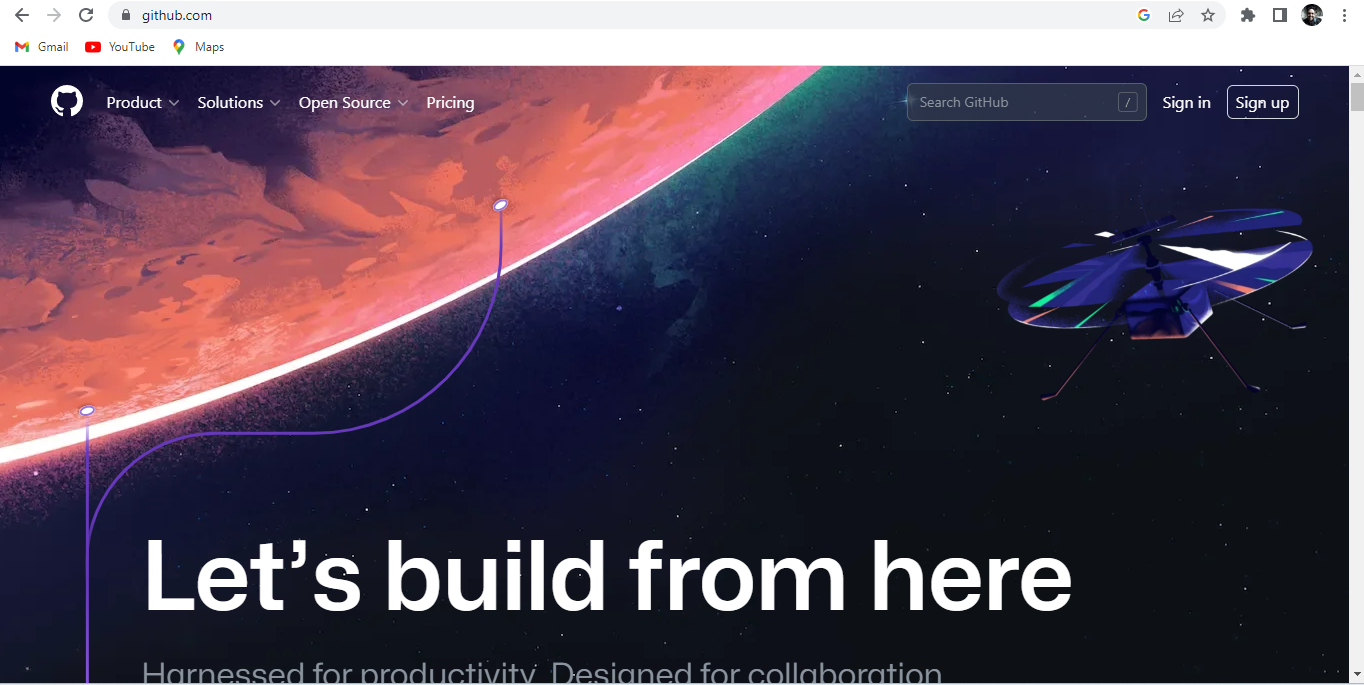 github.com
Gmail YouTube Maps
Product Solutions Open Source Pricing Search GitHub / Sign in Sign up
Let’s build from here
Harnessed for productivity. Designed for collaboration.